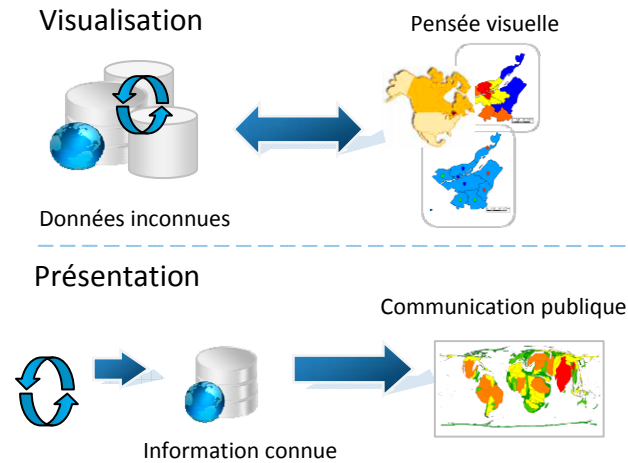 Visualisation
Pensée visuelle
Données inconnues
Présentation
Communication publique
Information connue